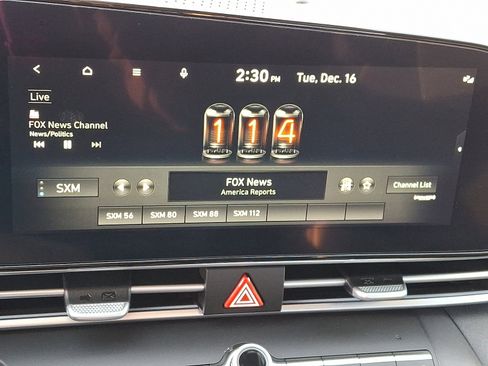 2:30 PM Tue, Dec. 16
Live
FOX News Channel
News/Politics
114
SXM
FOX News
America Reports
Channel List
SXM 56 SXM 80 SXM 88 SXM 112